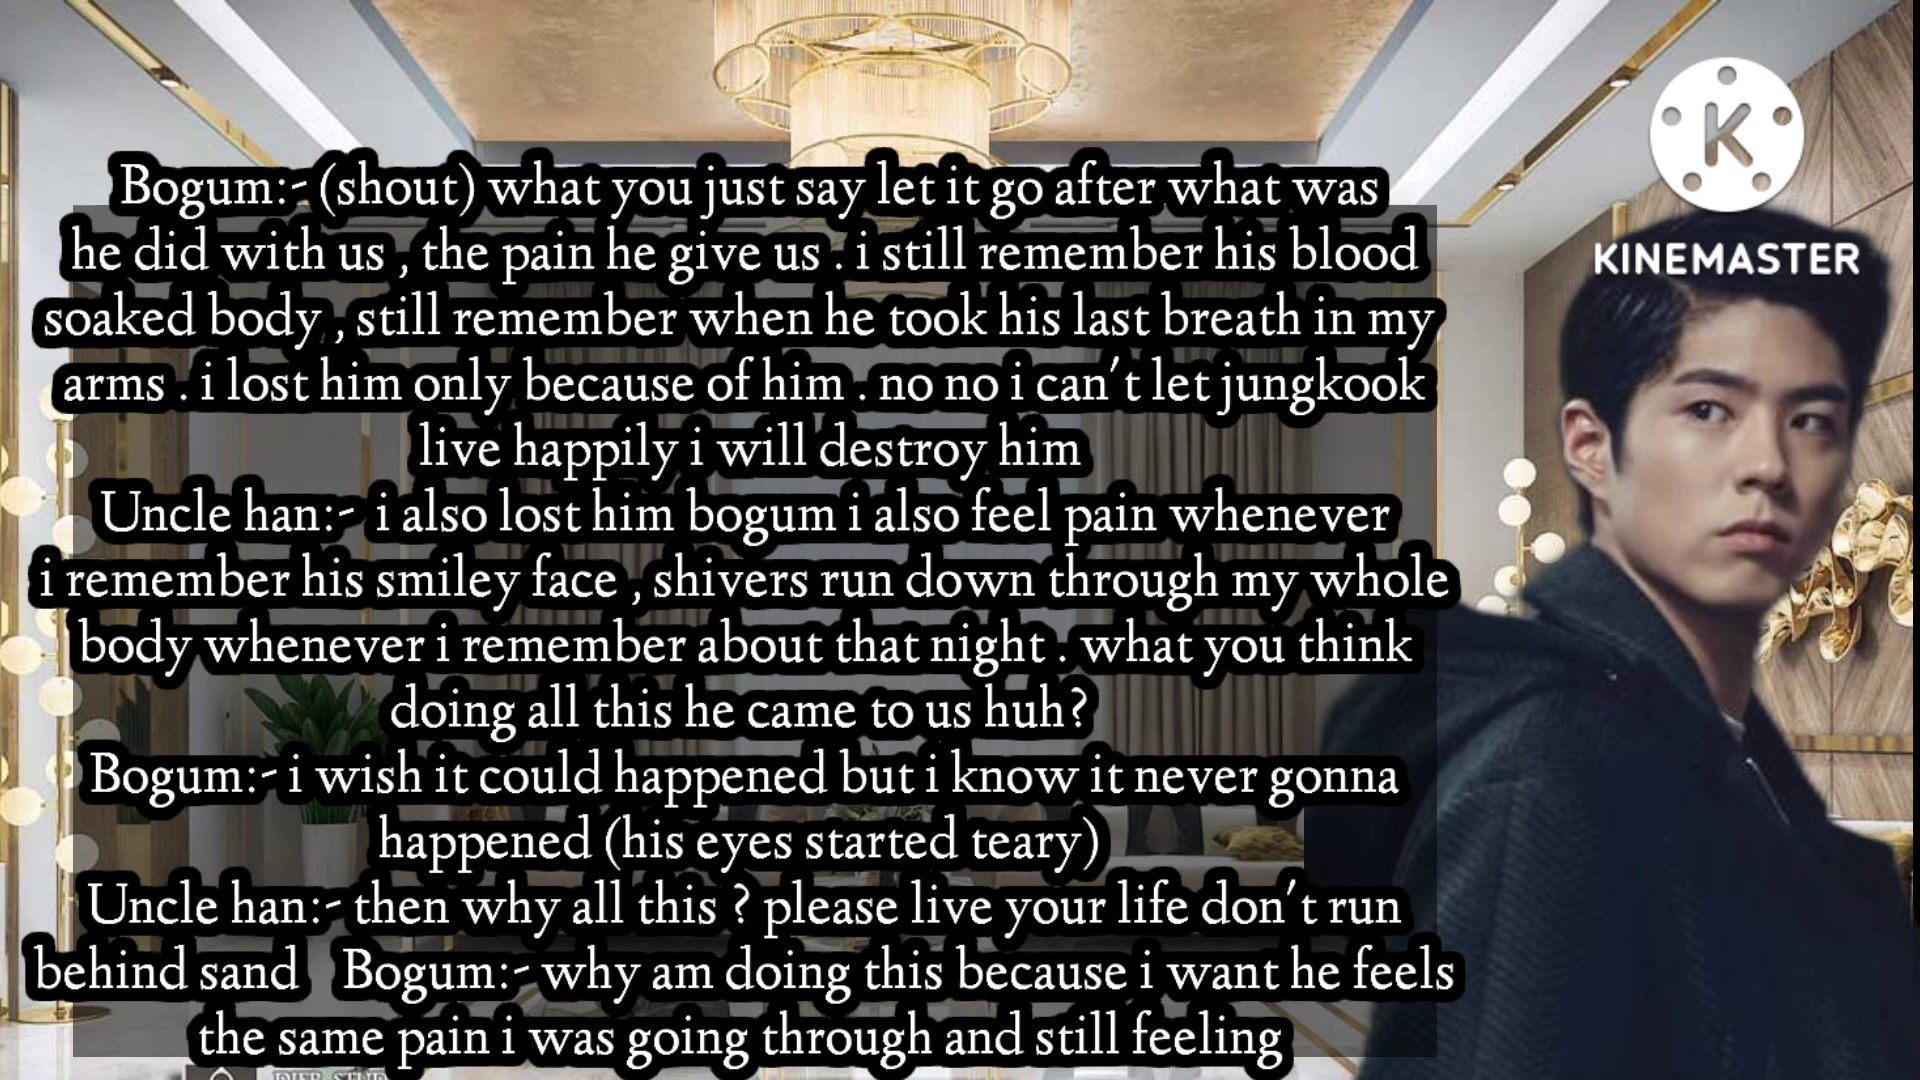 Bogum:- (shout) what you just say let it go after what was
he did with us , the pain he give us . i still remember his blood
soaked body , still remember when he took his last breath in my
arms . i lost him only because of him . no no i can't let jungkook
live happily i will destroy him
Uncle han:- i also lost him bogum i also feel pain whenever
i remember his smiley face , shivers run down through my whole
body whenever i remember about that night . what you think
doing all this he came to us huh?
Bogum:- i wish it could happened but i know it never gonna
happened (his eyes started teary)
Uncle han:- then why all this ? please live your life don't run
behind sand   Bogum:- why am doing this because i want he feels
the same pain i was going through and still feeling
K
KINEMASTER